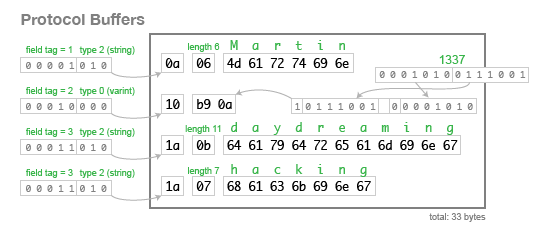 Protocol Buffers
field tag = 1 type 2 (string)
0 0 0 0 1 0 1 0
length 6 M a r t i n
0a 06 4d 61 72 74 69 6e
1337
0 0 0 1 0 1 0 0 1 1 1 0 0 1
field tag = 2 type 0 (varint)
0 0 0 1 0 0 0 0
10 b9 0a
1 0 1 1 1 0 0 1 0 0 0 0 1 0 1 0
field tag = 3 type 2 (string)
0 0 0 1 1 0 1 0
length 11 d a y d r e a m i n g
1a 0b 64 61 79 64 72 65 61 6d 69 6e 67
field tag = 3 type 2 (string)
0 0 0 1 1 0 1 0
length 7 h a c k i n g
1a 07 68 61 63 6b 69 6e 67
total: 33 bytes